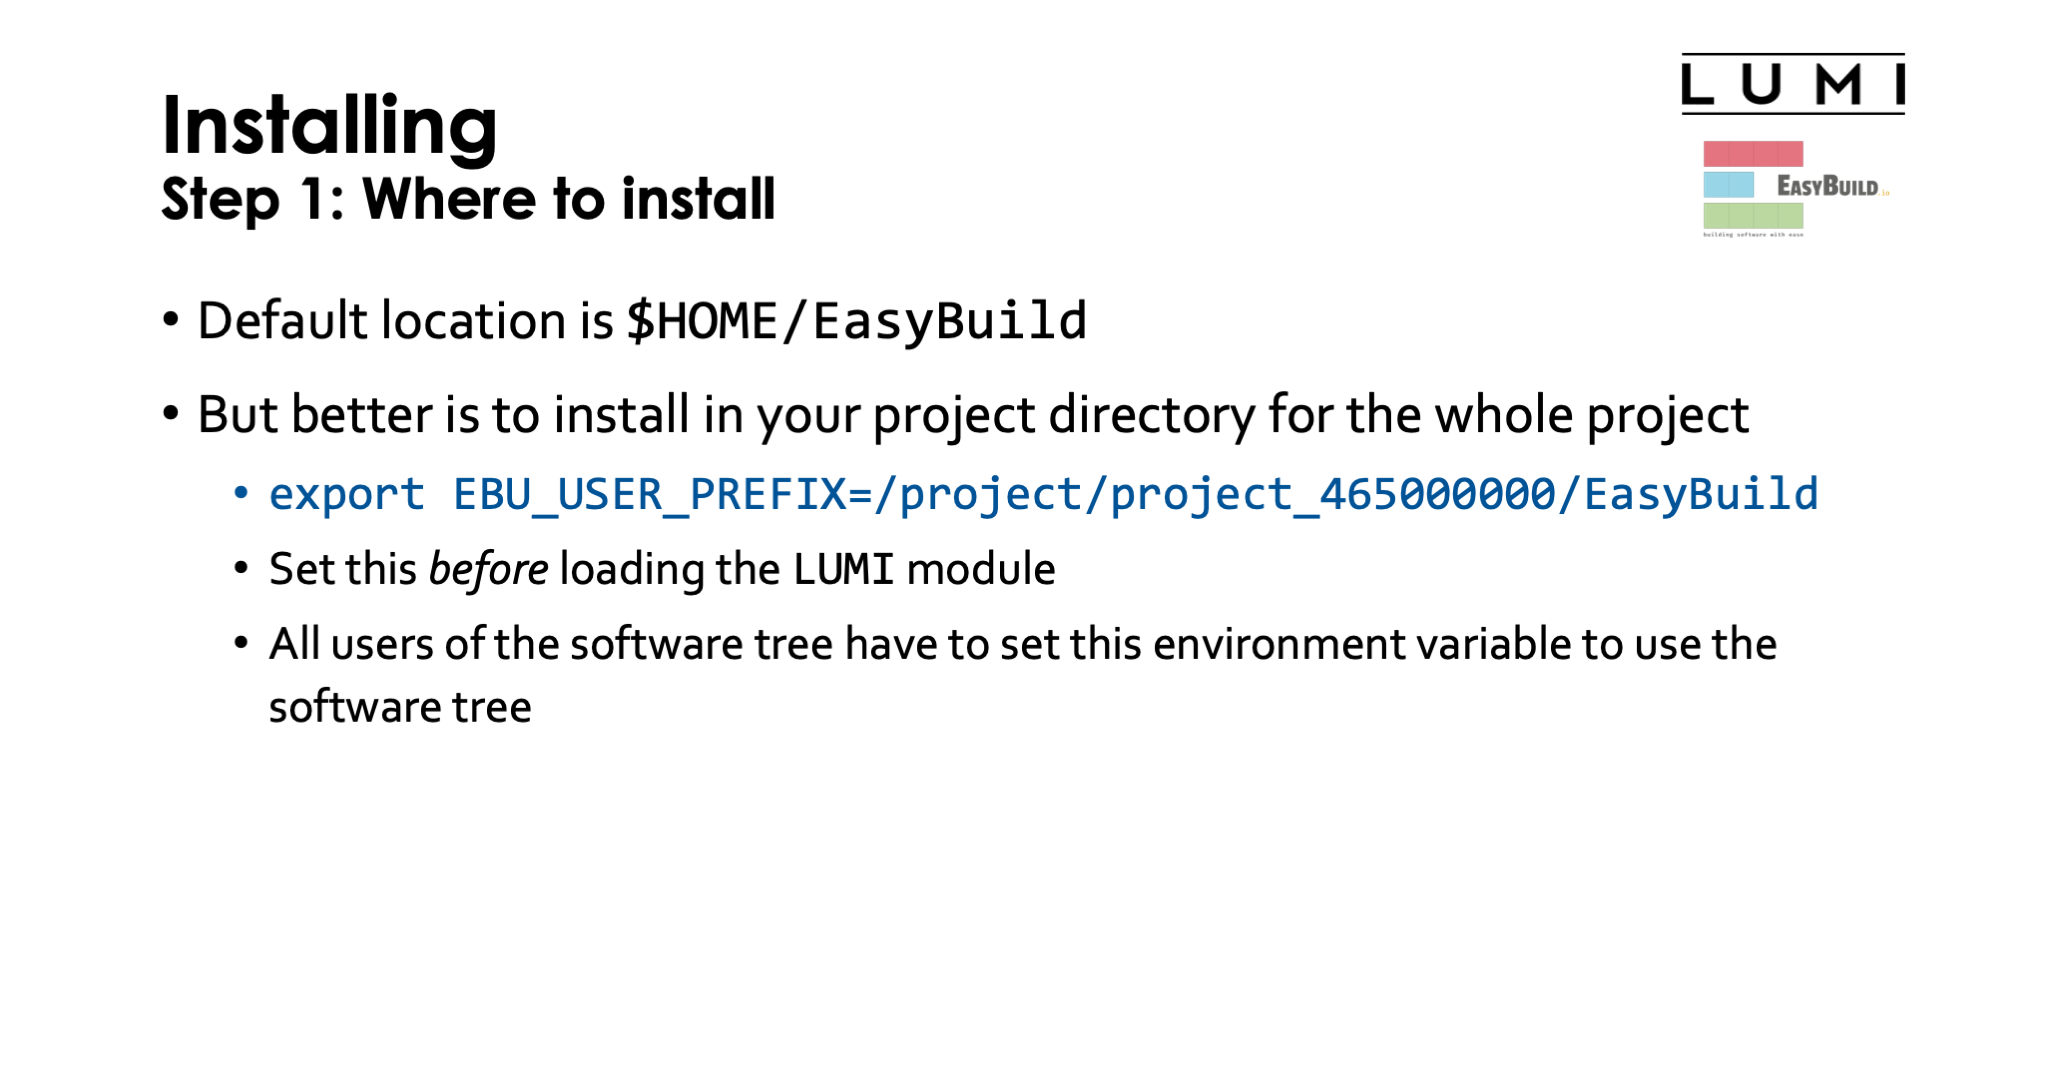 LUMI
Installing
Step 1: Where to install
EASYBUILD.io
building software with ease
• Default location is $HOME/EasyBuild
• But better is to install in your project directory for the whole project
• export EBU_USER_PREFIX=/project/project_465000000/EasyBuild
• Set this before loading the LUMI module
• All users of the software tree have to set this environment variable to use the
software tree